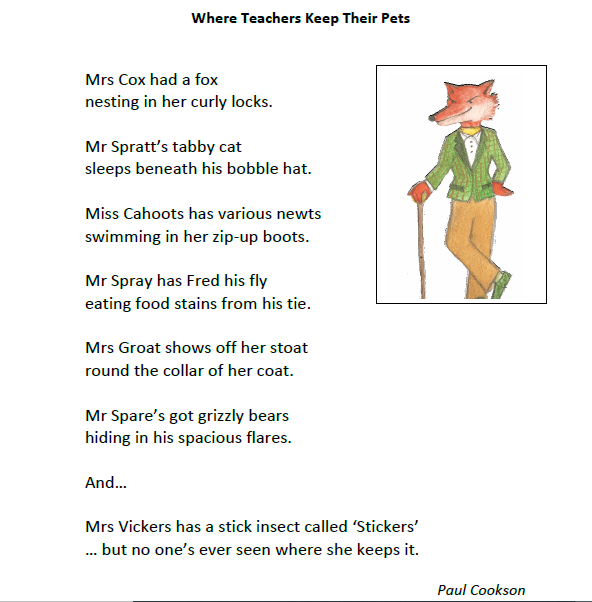 Where Teachers Keep Their Pets
Mrs Cox had a fox
nesting in her curly locks.
Mr Spratt’s tabby cat
sleeps beneath his bobble hat.
Miss Cahoots has various newts
swimming in her zip-up boots.
Mr Spray has Fred his fly
eating food stains from his tie.
Mrs Groat shows off her stoat
round the collar of her coat.
Mr Spare’s got grizzly bears
hiding in his spacious flares.
And…
Mrs Vickers has a stick insect called ‘Stickers’
… but no one’s ever seen where she keeps it.
Paul Cookson